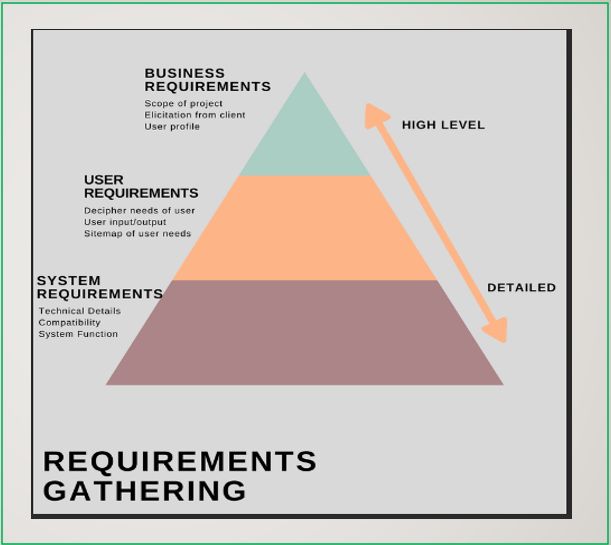 BUSINESS
REQUIREMENTS
Scope of project
Elicitation from client
User profile
HIGH LEVEL
USER
REQUIREMENTS
Decipher needs of user
User input/output
Sitemap of user needs
SYSTEM
REQUIREMENTS
Technical Details
Compatibility
System Function
DETAILED
REQUIREMENTS
GATHERING